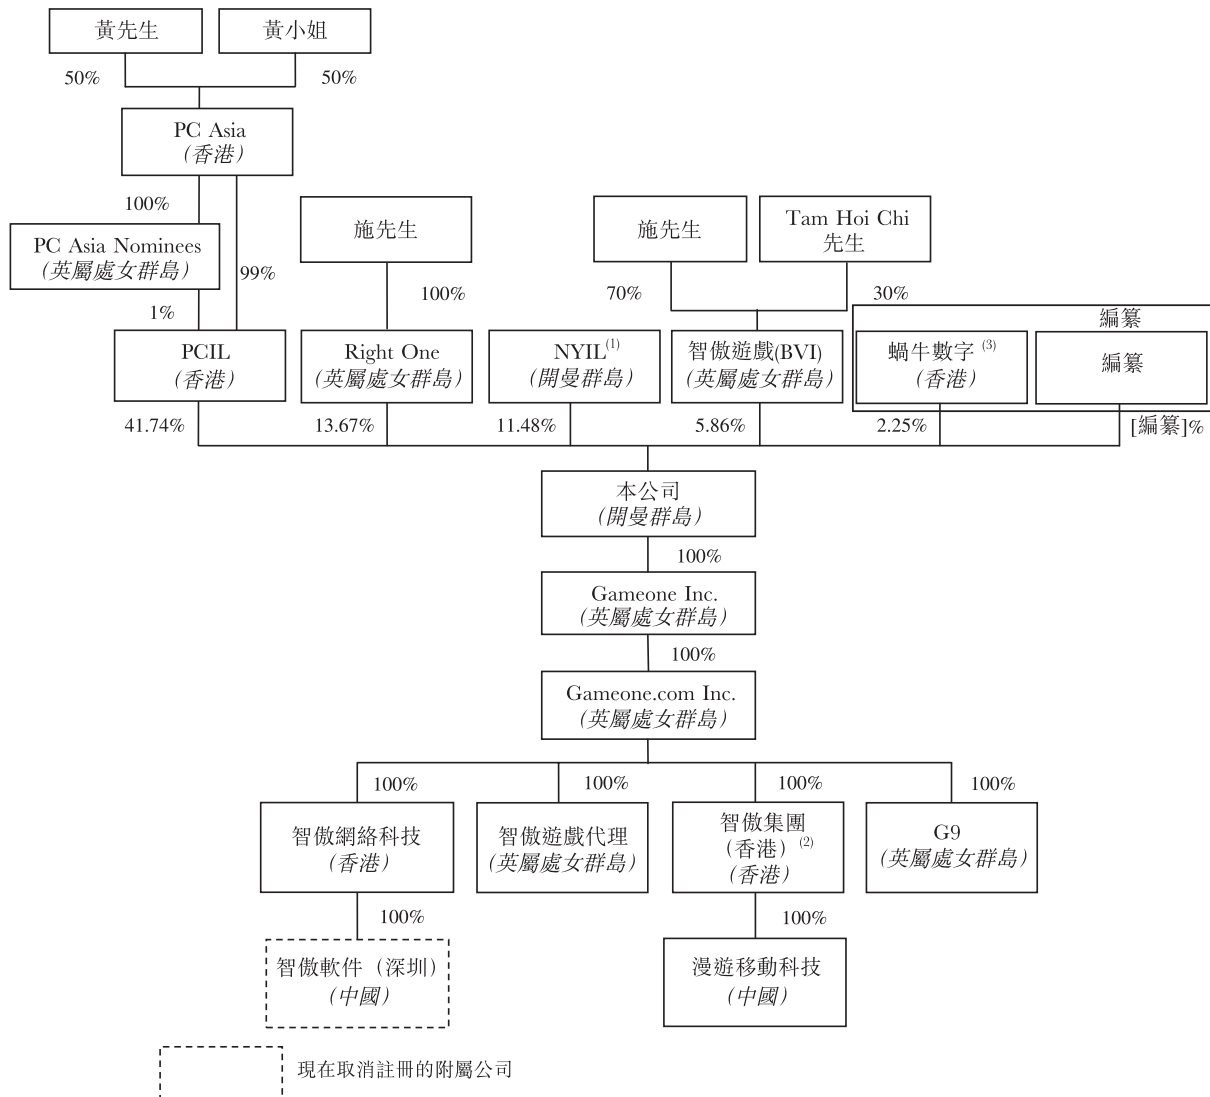 黃先生
黃小姐
50%
50%
PC Asia
（香港）
100%
PC Asia Nominees
（英屬處女群島）
99%
1%
施先生
100%
施先生
Tam Hoi Chi
先生
70%
30%
編纂
PCIL
（香港）
Right One
（英屬處女群島）
NYIL(1)
（開曼群島）
智傲遊戲(BVI)
（英屬處女群島）
蝸牛數字 (3)
（香港）
編纂
41.74%
13.67%
11.48%
5.86%
2.25%
[編纂]%
本公司
（開曼群島）
100%
Gameone Inc.
（英屬處女群島）
100%
Gameone.com Inc.
（英屬處女群島）
100%
100%
100%
100%
智傲網絡科技
（香港）
智傲遊戲代理
（英屬處女群島）
智傲集團
（香港）(2)
（香港）
G9
（英屬處女群島）
100%
100%
智傲軟件（深圳）
（中國）
漫遊移動科技
（中國）
現在取消註冊的附屬公司